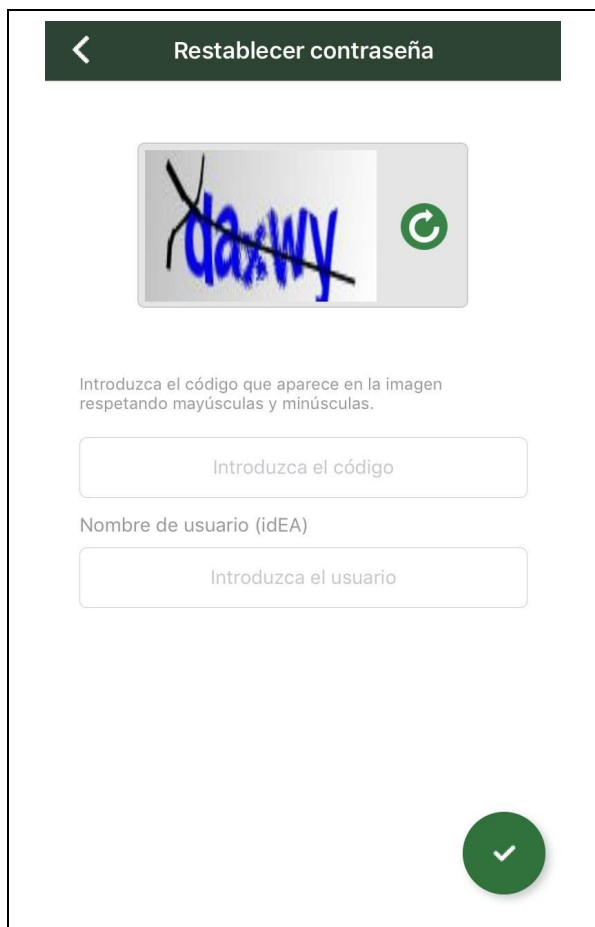 Restablecer contraseña
daxwy
Introduzca el código que aparece en la imagen
respetando mayúsculas y minúsculas.
Introduzca el código
Nombre de usuario (idEA)
Introduzca el usuario